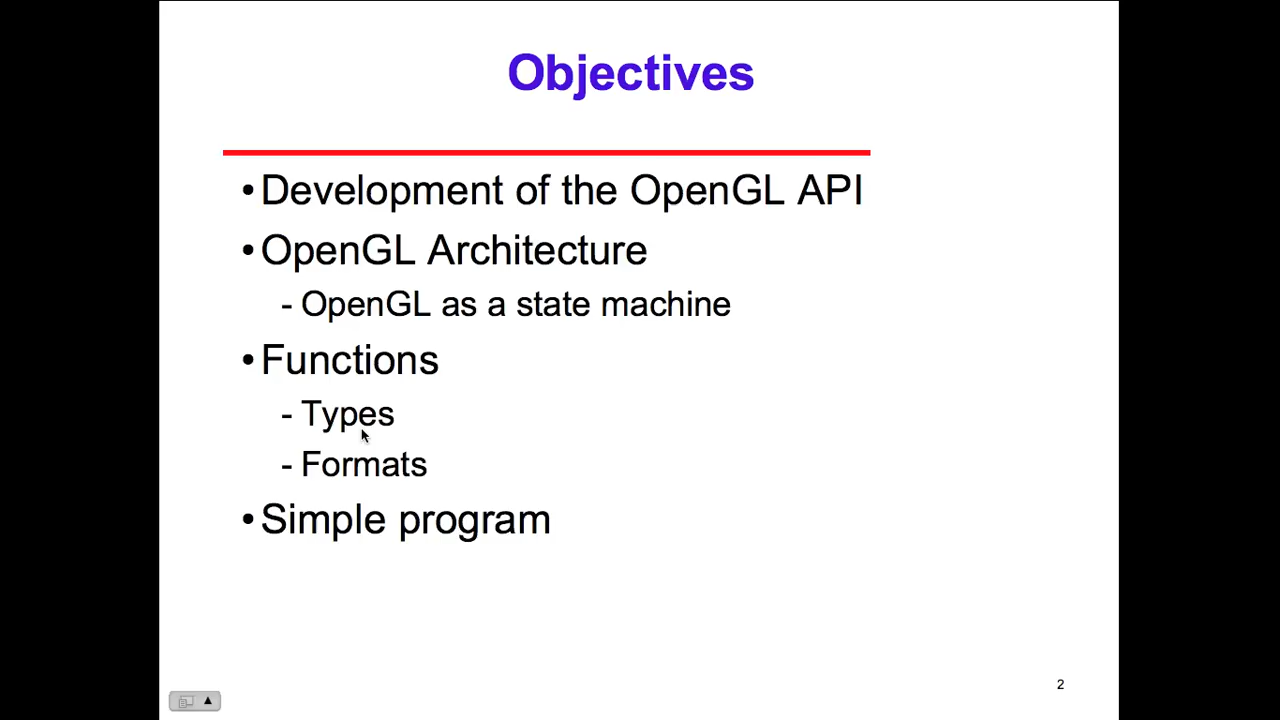 Objectives
•Development of the OpenGL API
•OpenGL Architecture
- OpenGL as a state machine
•Functions
- Types
- Formats
•Simple program
2